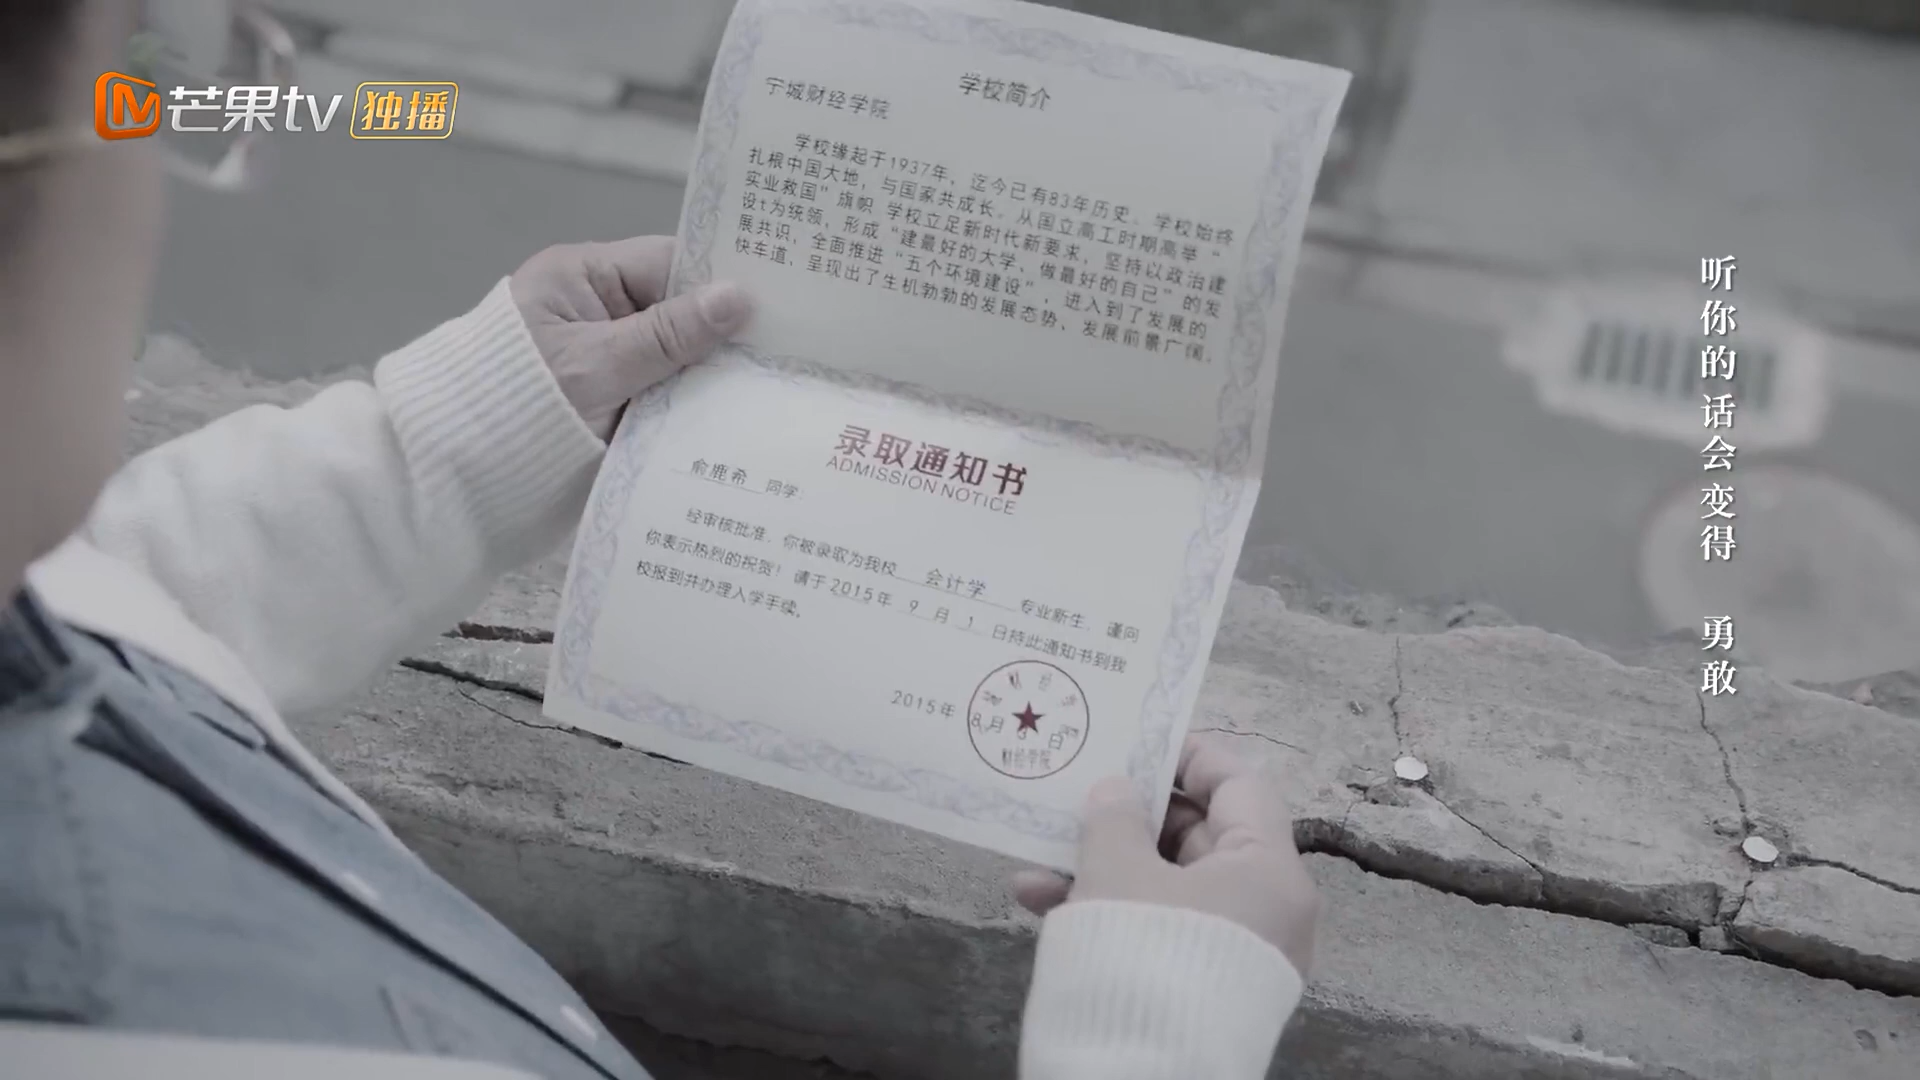 芒果tv 独播
学校简介
宁城财经学院
学校缘起于1937年，迄今已有83年历史。学校始终
扎根中国大地，与国家共成长。从国立高工时期高举“
实业救国”旗帜 学校立足新时代新要求，坚持以政治建
设t为统领，形成“建最好的大学、做最好的自己”的发
展共识，全面推进“五个环境建设”，进入到了发展的
快车道，呈现出了生机勃勃的发展态势，发展前景广阔。
录取通知书
ADMISSION NOTICE
俞鹿希 同学：
经审核批准，你被录取为我校 会计学 专业新生，谨向
你表示热烈的祝贺！请于2015年 9 月 1 日持此通知书到我
校报到并办理入学手续。
2015年 8月 日
财经学院
听你的话会变得 勇敢